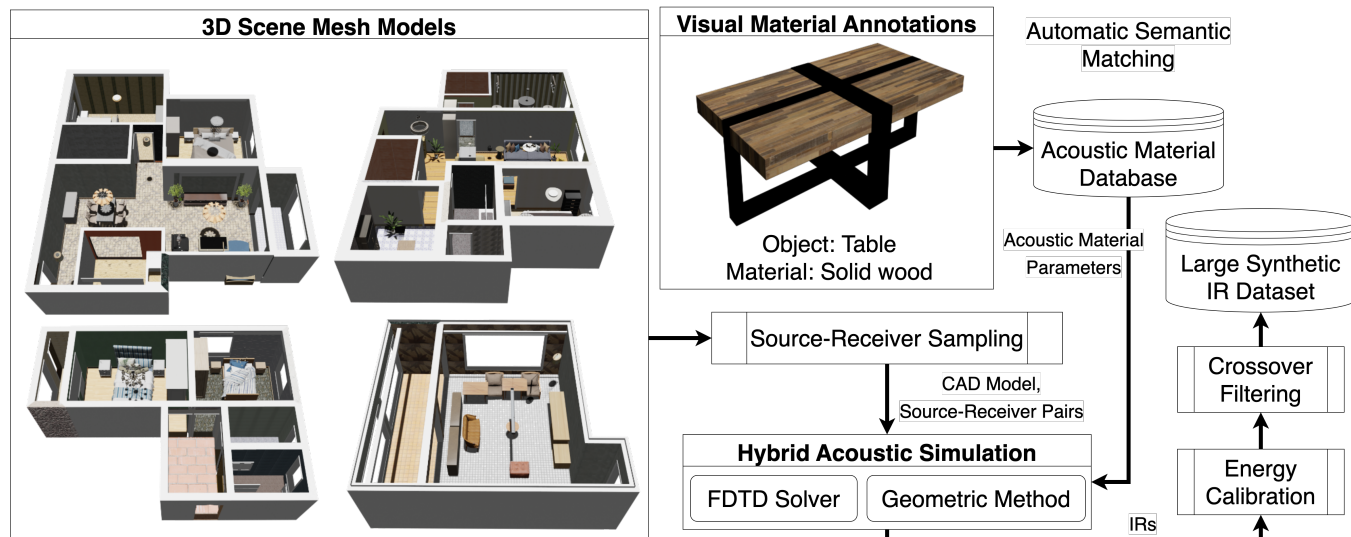 3D Scene Mesh Models
Visual Material Annotations
Object: Table
Material: Solid wood
Automatic Semantic
Matching
Acoustic Material
Database
Acoustic Material
Parameters
Large Synthetic
IR Dataset
Source-Receiver Sampling
CAD Model,
Source-Receiver Pairs
Crossover
Filtering
Hybrid Acoustic Simulation
FDTD Solver
Geometric Method
Energy
Calibration
IRs